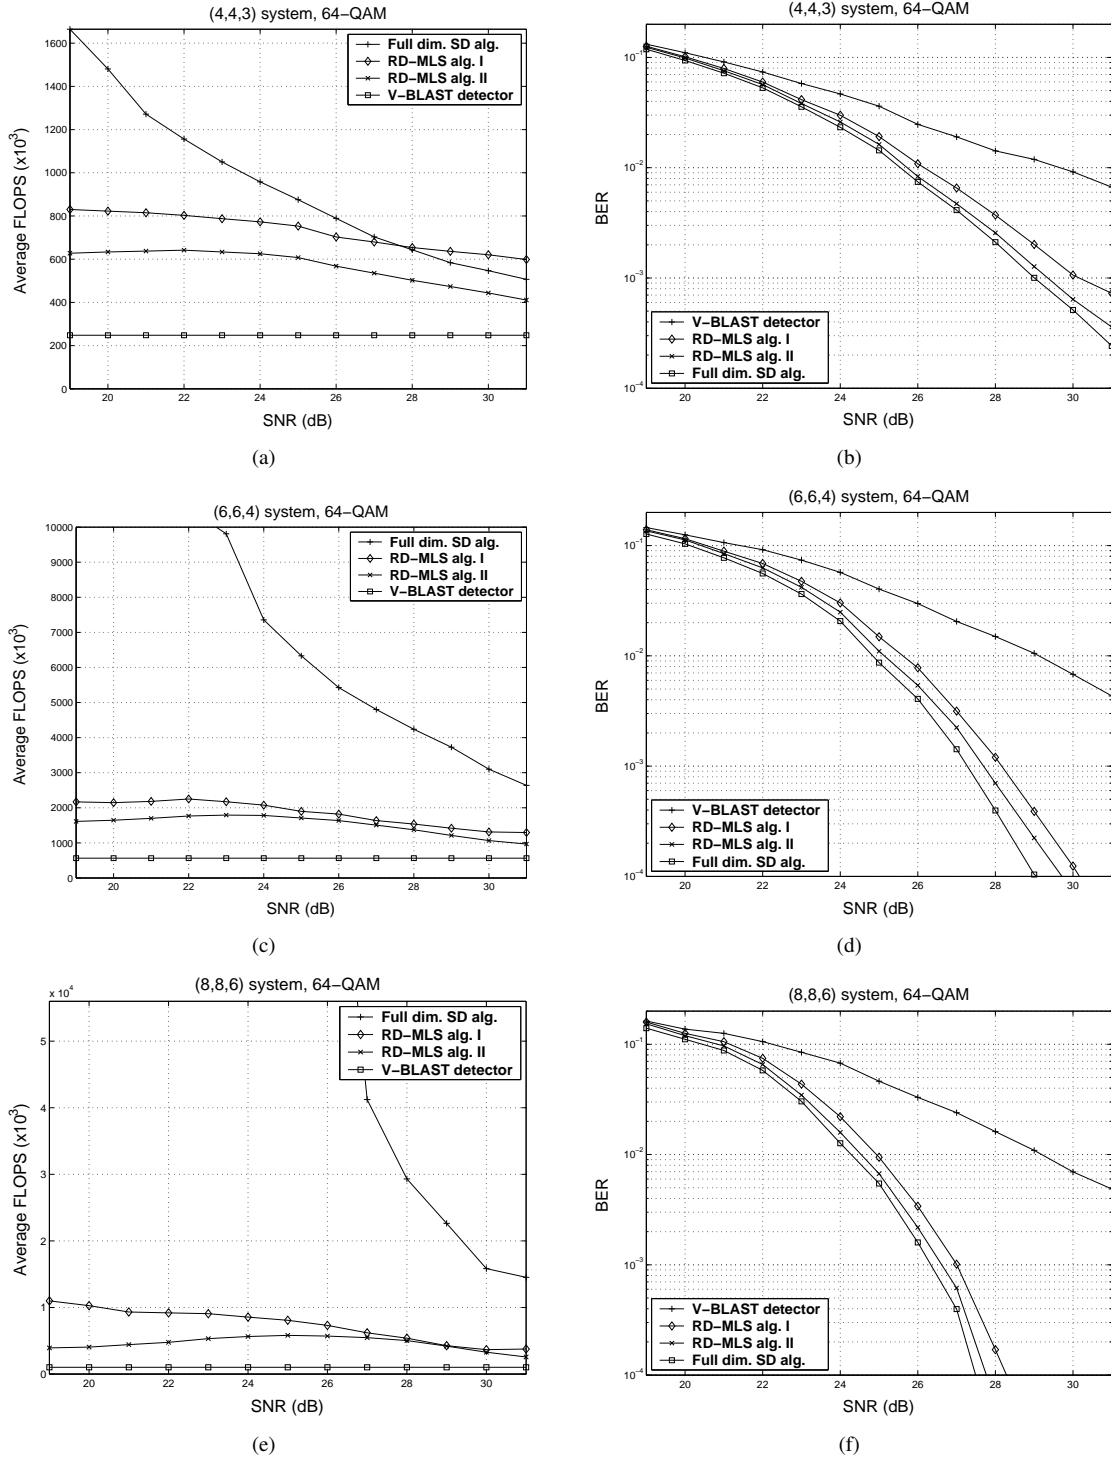 (4,4,3) system, 64−QAM
Full dim. SD alg.
RD−MLS alg. I
RD−MLS alg. II
V−BLAST detector
Average FLOPS (x10^3)
1600
1400
1200
1000
800
600
400
200
0
20 22 24 26 28 30
SNR (dB)
(a)
(4,4,3) system, 64−QAM
BER
10^−1
10^−2
10^−3
10^−4
V−BLAST detector
RD−MLS alg. I
RD−MLS alg. II
Full dim. SD alg.
20 22 24 26 28 30
SNR (dB)
(b)
(6,6,4) system, 64−QAM
Full dim. SD alg.
RD−MLS alg. I
RD−MLS alg. II
V−BLAST detector
Average FLOPS (x10^3)
10000
9000
8000
7000
6000
5000
4000
3000
2000
1000
0
20 22 24 26 28 30
SNR (dB)
(c)
(6,6,4) system, 64−QAM
BER
10^−1
10^−2
10^−3
10^−4
V−BLAST detector
RD−MLS alg. I
RD−MLS alg. II
Full dim. SD alg.
20 22 24 26 28 30
SNR (dB)
(d)
x 10^4
(8,8,6) system, 64−QAM
Full dim. SD alg.
RD−MLS alg. I
RD−MLS alg. II
V−BLAST detector
Average FLOPS (x10^3)
5
4
3
2
1
0
20 22 24 26 28 30
SNR (dB)
(e)
(8,8,6) system, 64−QAM
BER
10^−1
10^−2
10^−3
10^−4
V−BLAST detector
RD−MLS alg. I
RD−MLS alg. II
Full dim. SD alg.
20 22 24 26 28 30
SNR (dB)
(f)